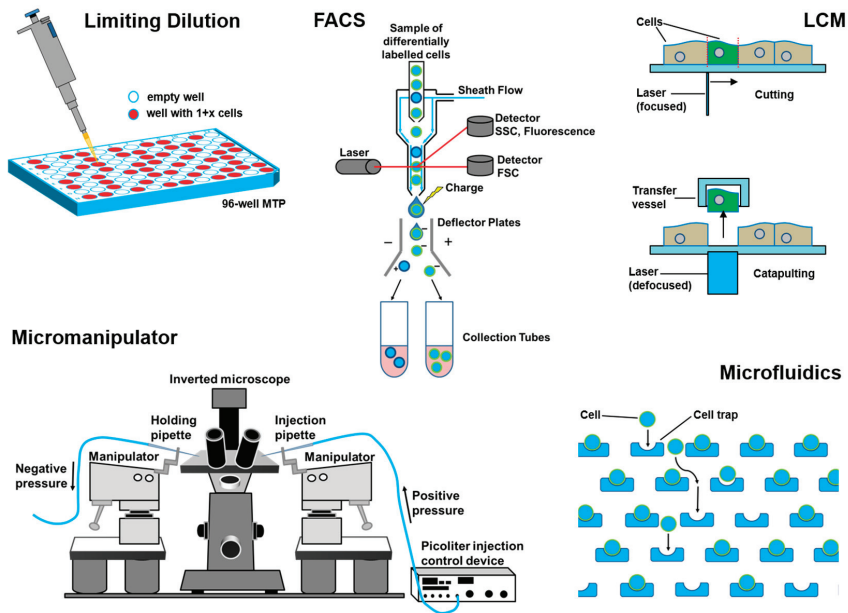 Limiting Dilution
empty well
well with 1+x cells
96-well MTP
FACS
Sample of
differentially
labelled cells
Sheath Flow
Detector
SSC, Fluorescence
Laser
Detector
FSC
Charge
Deflector Plates
− +
−
−
+ −
Collection Tubes
LCM
Cells
Laser
(focused)
Cutting
Transfer
vessel
Laser
(defocused)
Catapulting
Micromanipulator
Inverted microscope
Holding
pipette
Injection
pipette
Negative
pressure
Manipulator
Manipulator
Positive
pressure
Picoliter injection
control device
Microfluidics
Cell
Cell trap